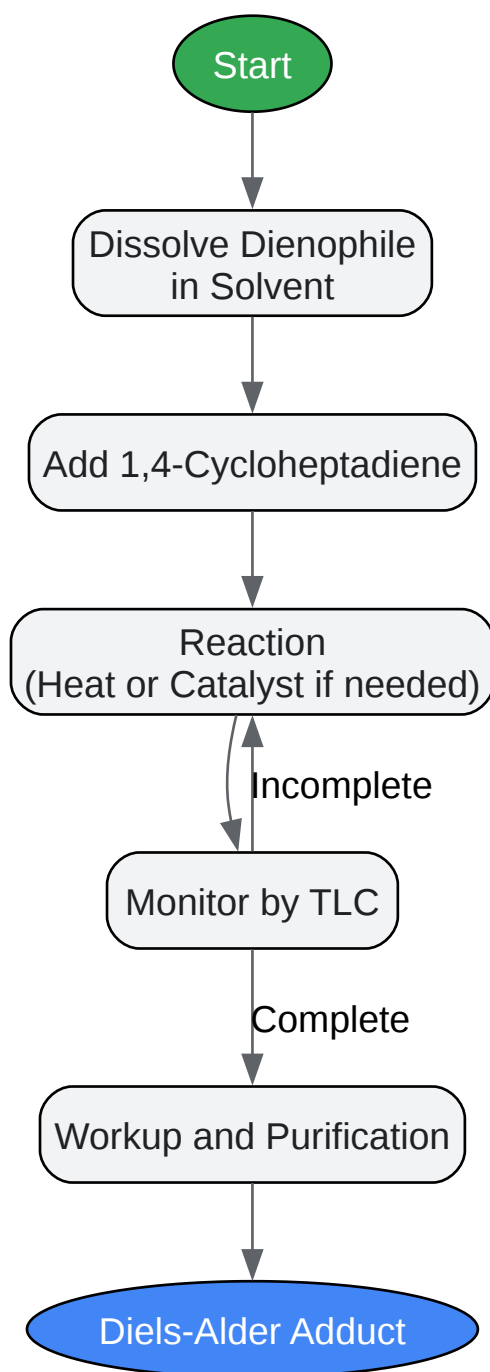 Start
Dissolve Dienophile
in Solvent
Add 1,4-Cycloheptadiene
Reaction
(Heat or Catalyst if needed)
Incomplete
Monitor by TLC
Complete
Workup and Purification
Diels-Alder Adduct